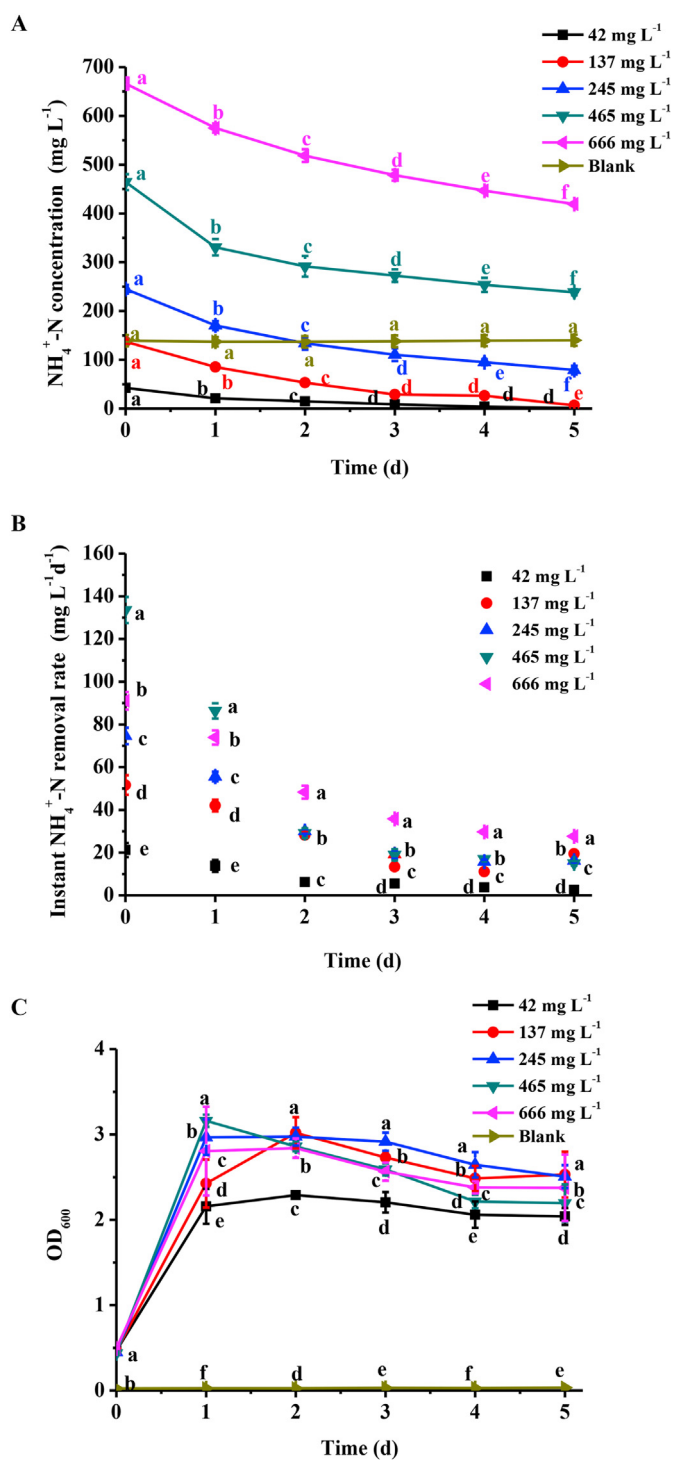 A
42 mg L⁻¹
137 mg L⁻¹
245 mg L⁻¹
465 mg L⁻¹
666 mg L⁻¹
Blank
NH₄⁺-N concentration (mg L⁻¹)
700
600
500
400
300
200
100
0
a b c d e f
a b c d e f
a b c d e f
a a a a a a
a b c d d e
a b c d d d
0 1 2 3 4 5
Time (d)
B
42 mg L⁻¹
137 mg L⁻¹
245 mg L⁻¹
465 mg L⁻¹
666 mg L⁻¹
Instant NH₄⁺-N removal rate (mg L⁻¹d⁻¹)
160
140
120
100
80
60
40
20
0
a b c d e
a b c d e
a b c
a b c d
a b c d
a b c d
0 1 2 3 4 5
Time (d)
C
42 mg L⁻¹
137 mg L⁻¹
245 mg L⁻¹
465 mg L⁻¹
666 mg L⁻¹
Blank
OD₆₀₀
4
3
2
1
0
a b
a b c d e f
a b c d
a b c d e
a b c d e f
a b c d e
0 1 2 3 4 5
Time (d)